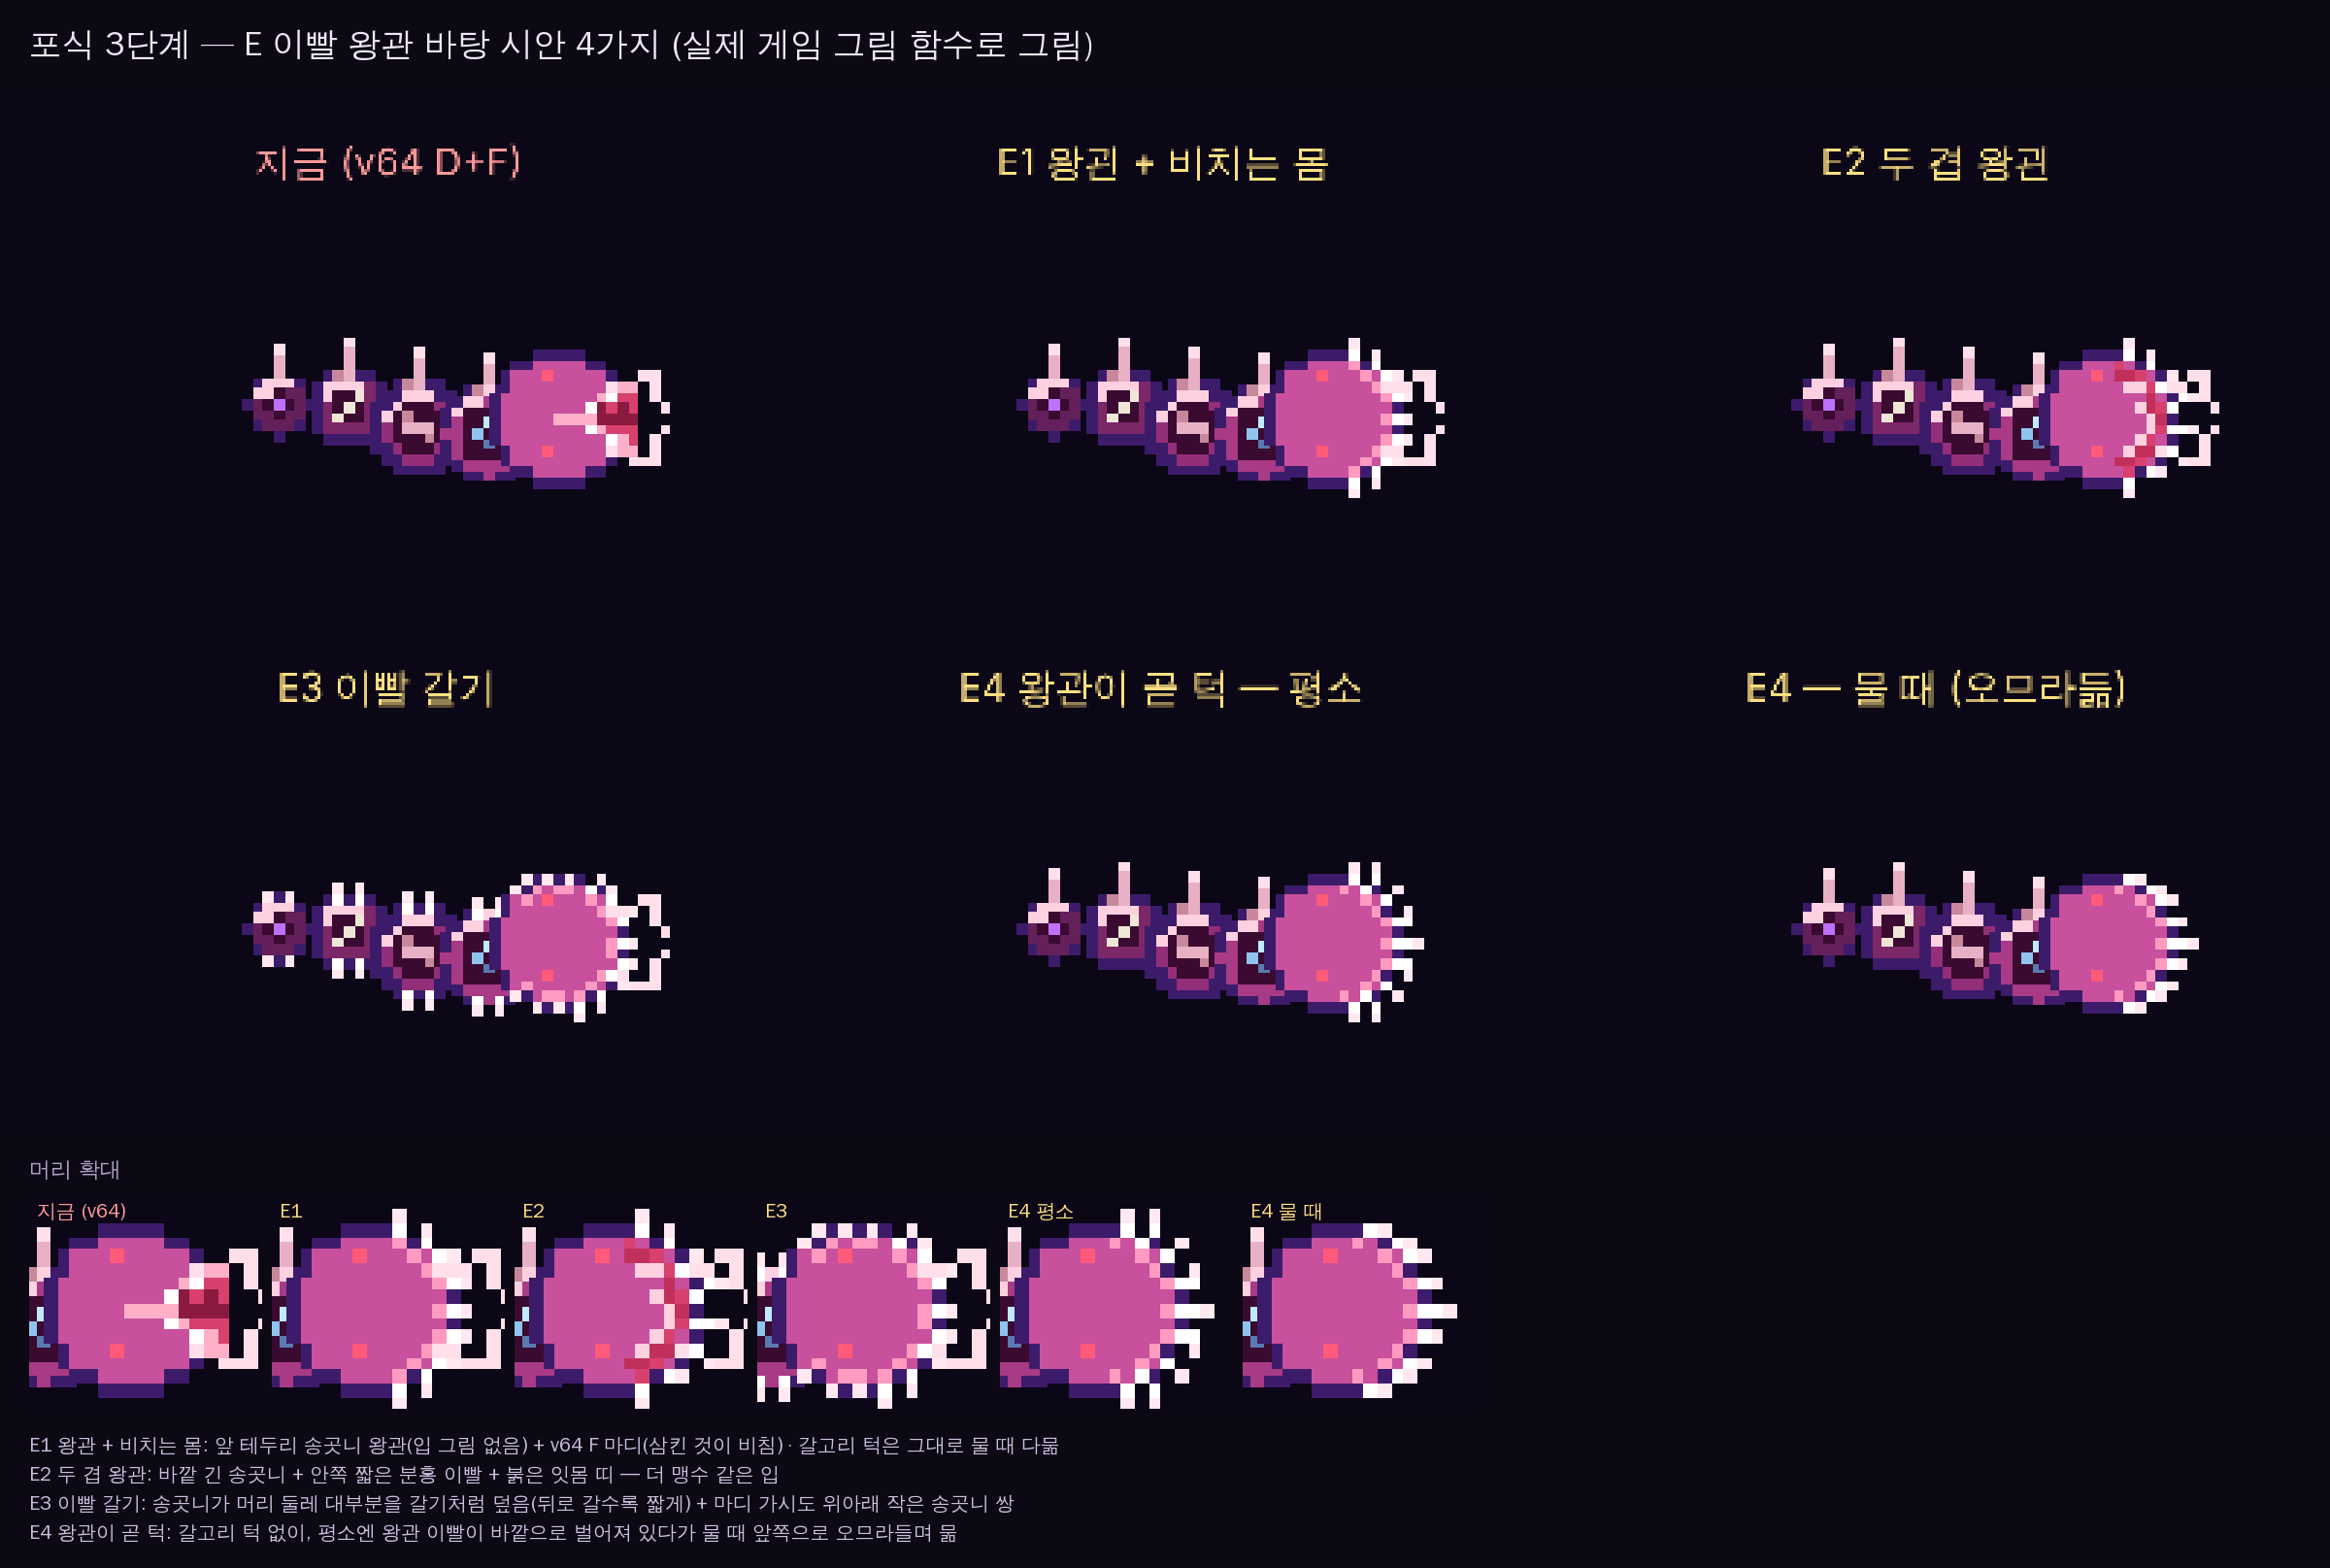 포식 3단계 — E 이빨 왕관 바탕 시안 4가지 (실제 게임 그림 함수로 그림)
지금 (v64 D+F)
E1 왕관 + 비치는 몸
E2 두 겹 왕관
E3 이빨 갈기
E4 왕관이 곧 턱 — 평소
E4 — 물 때 (오므라듦)
머리 확대
지금 (v64)
E1
E2
E3
E4 평소
E4 물 때
E1 왕관 + 비치는 몸: 앞 테두리 송곳니 왕관(입 그림 없음) + v64 F 마디(삼킨 것이 비침) · 갈고리 턱은 그대로 물 때 다묾
E2 두 겹 왕관: 바깥 긴 송곳니 + 안쪽 짧은 분홍 이빨 + 붉은 잇몸 띠 — 더 맹수 같은 입
E3 이빨 갈기: 송곳니가 머리 둘레 대부분을 갈기처럼 덮음(뒤로 갈수록 짧게) + 마디 가시도 위아래 작은 송곳니 쌍
E4 왕관이 곧 턱: 갈고리 턱 없이, 평소엔 왕관 이빨이 바깥으로 벌어져 있다가 물 때 앞쪽으로 오므라들며 묾